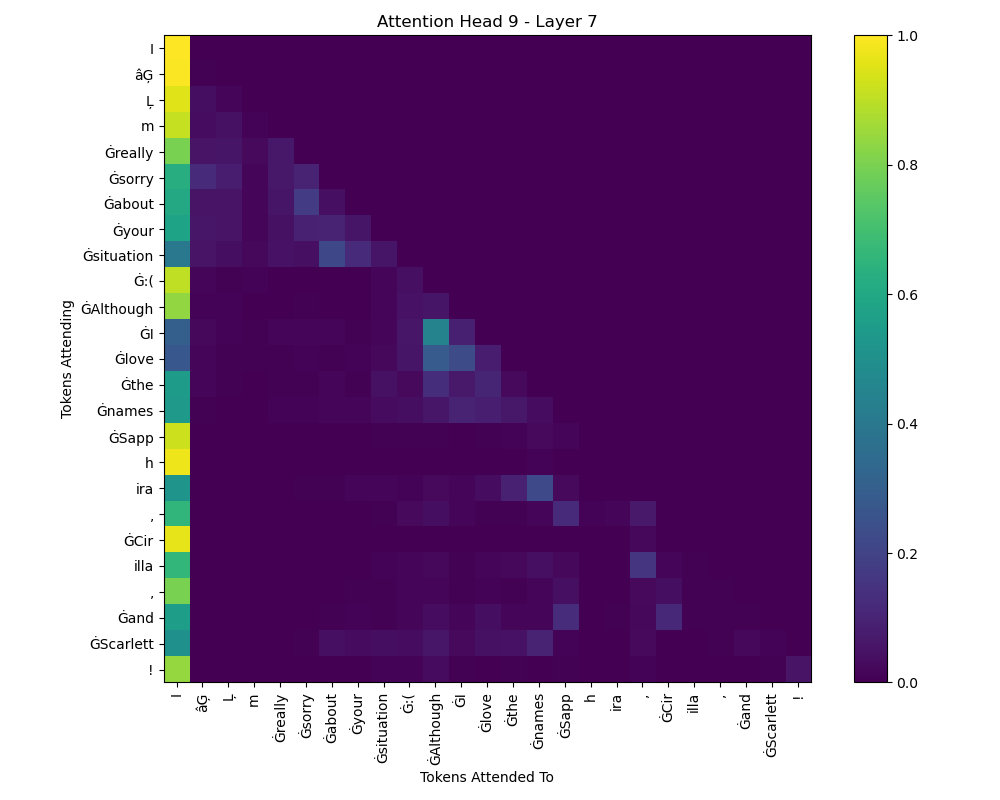 Attention Head 9 - Layer 7
Tokens Attending
I
âĢ
Ļ
m
Ġreally
Ġsorry
Ġabout
Ġyour
Ġsituation
Ġ:(
ĠAlthough
ĠI
Ġlove
Ġthe
Ġnames
ĠSapp
h
ira
,
ĠCir
illa
,
Ġand
ĠScarlett
!
I
âĢ
Ļ
m
Ġreally
Ġsorry
Ġabout
Ġyour
Ġsituation
Ġ:(
ĠAlthough
ĠI
Ġlove
Ġthe
Ġnames
ĠSapp
h
ira
,
ĠCir
illa
,
Ġand
ĠScarlett
!
Tokens Attended To
1.0
0.8
0.6
0.4
0.2
0.0